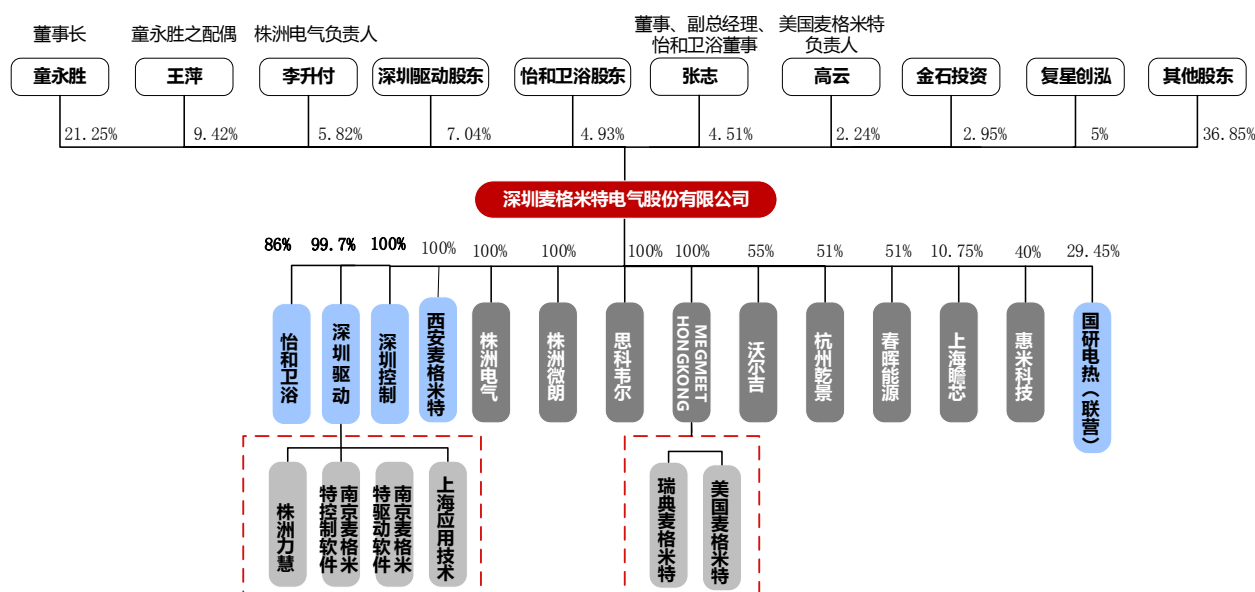 董事长
童永胜之配偶
株洲电气负责人
董事、副总经理、
怡和卫浴董事
美国麦格米特
负责人
童永胜
王萍
李升付
深圳驱动股东
怡和卫浴股东
张志
高云
金石投资
复星创泓
其他股东
21.25%
9.42%
5.82%
7.04%
4.93%
4.51%
2.24%
2.95%
5%
36.85%
深圳麦格米特电气股份有限公司
86%
99.7%
100%
100%
100%
100%
100%
100%
55%
51%
51%
10.75%
40%
29.45%
怡和卫浴
深圳驱动
深圳控制
西安麦格米特
株洲电气
株洲微朗
思科韦尔
MEGMEET
HONGKONG
沃尔吉
杭州乾景
春晖能源
上海瞻芯
惠米科技
国研电热（联营）
株洲力慧
南京麦格米
特控制软件
南京麦格米
特驱动软件
上海应用技术
瑞典麦格米特
美国麦格米特